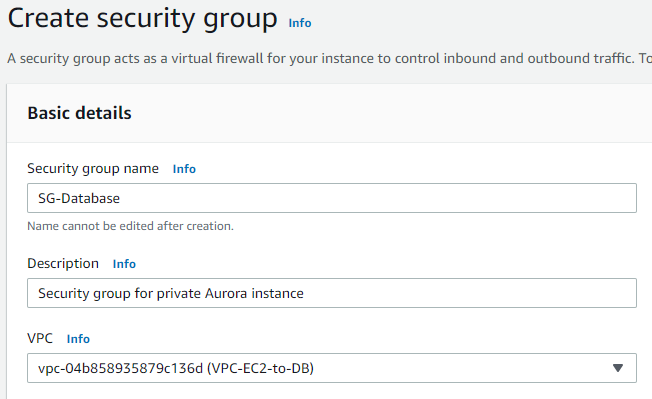 Create security group Info
A security group acts as a virtual firewall for your instance to control inbound and outbound traffic. To
Basic details
Security group name Info
SG-Database
Name cannot be edited after creation.
Description Info
Security group for private Aurora instance
VPC Info
vpc-04b858935879c136d (VPC-EC2-to-DB)